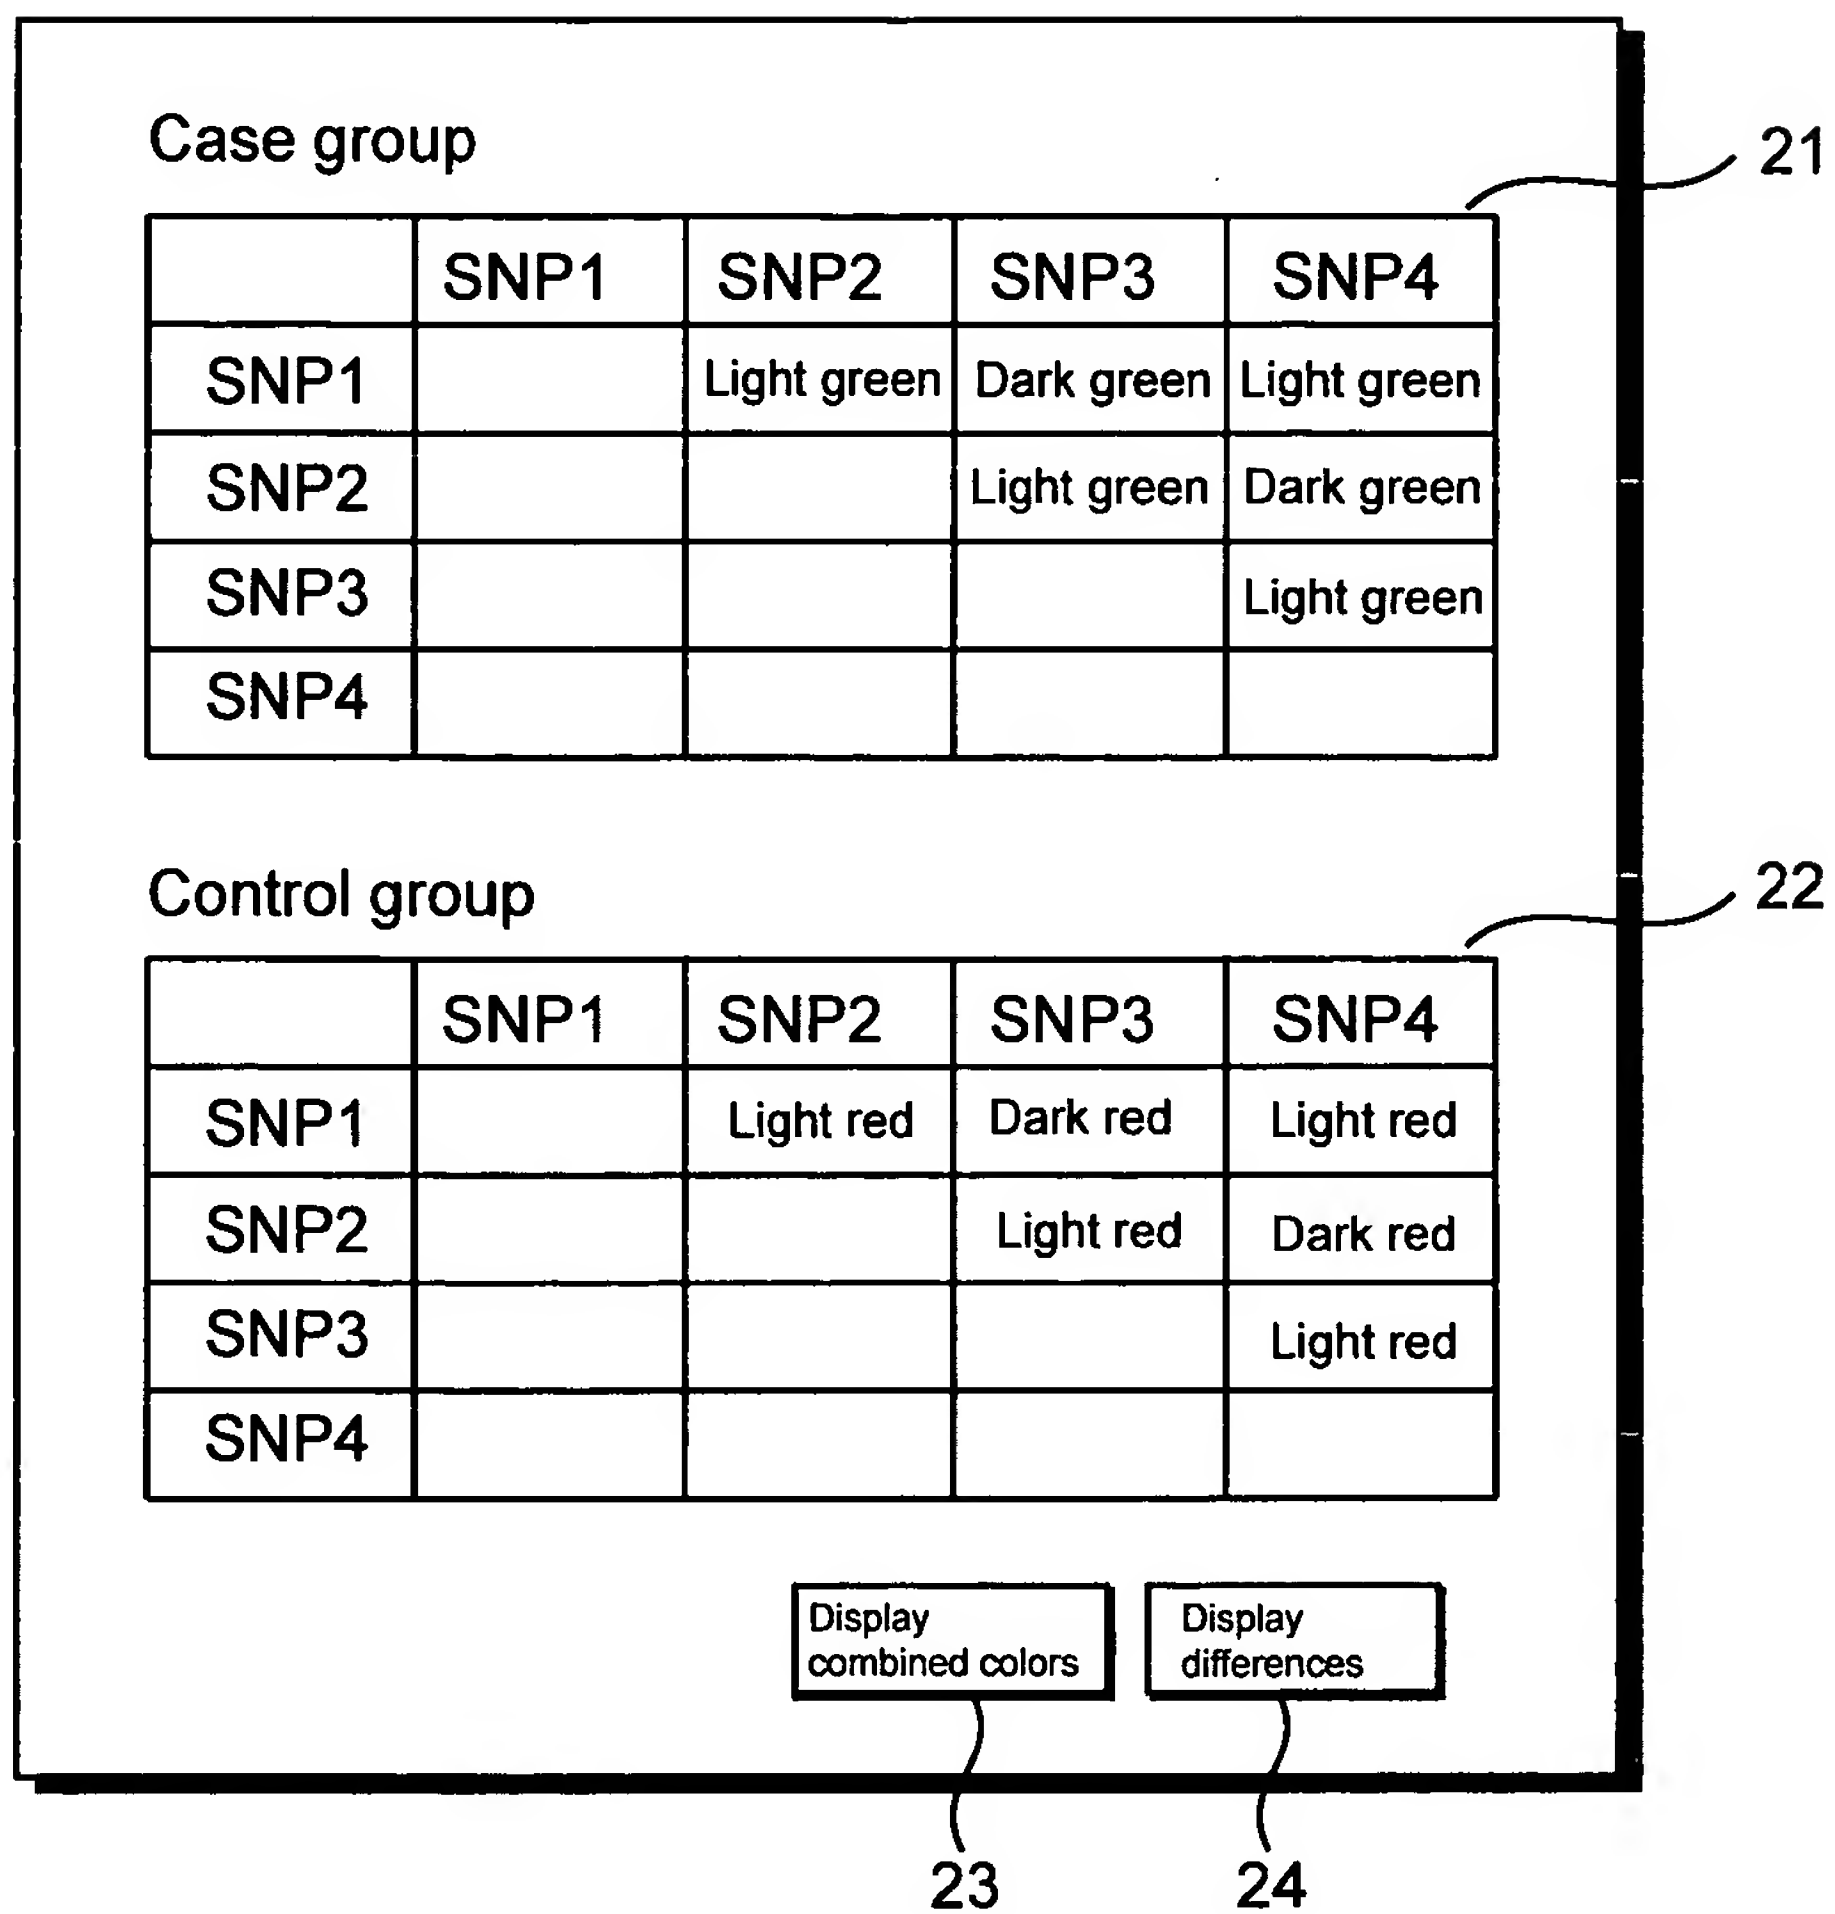 Case group
21
SNP1 SNP2 SNP3 SNP4
SNP1 Light green Dark green Light green
SNP2 Light green Dark green
SNP3 Light green
SNP4
Control group
22
SNP1 SNP2 SNP3 SNP4
SNP1 Light red Dark red Light red
SNP2 Light red Dark red
SNP3 Light red
SNP4
Display
combined colors
Display
differences
23
24